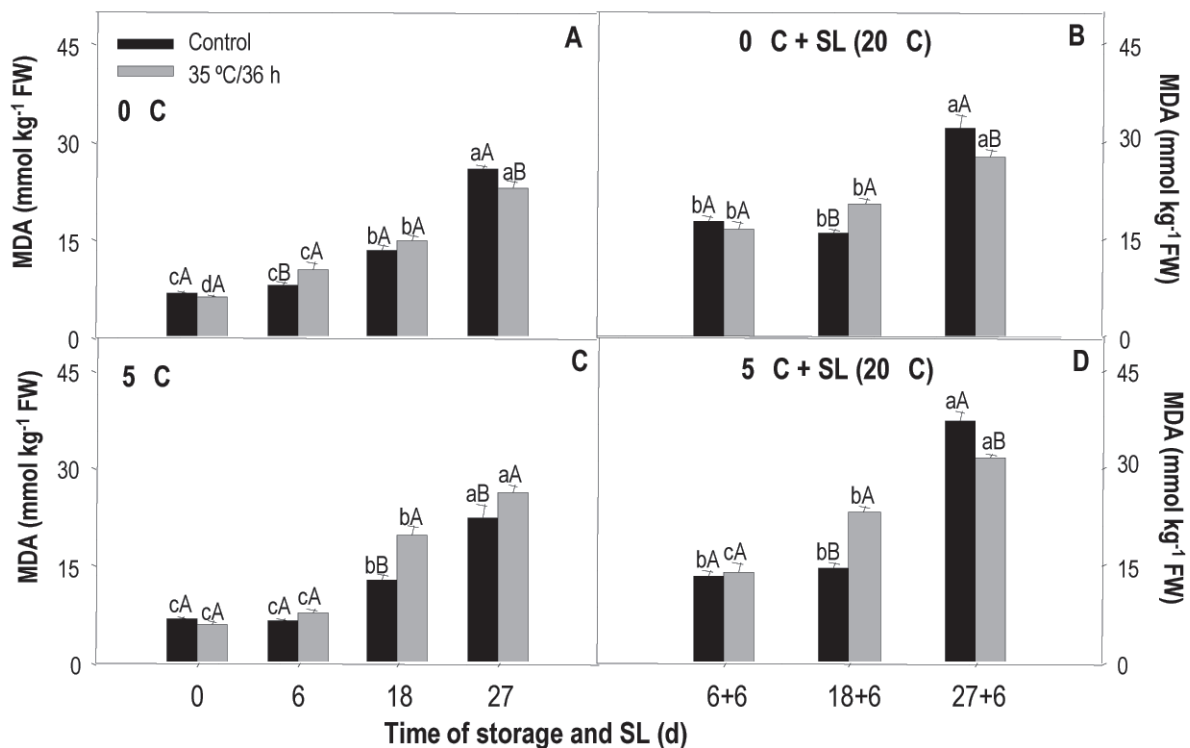 45
30
15
0
MDA (mmol kg-1 FW)
Control
35 ºC/36 h
0 C
A
cA
dA
cB
cA
bA
bA
aA
aB
0 C + SL (20 C)
B
bA
bA
bB
bA
aA
aB
45
30
15
0
MDA (mmol kg-1 FW)
45
30
15
0
MDA (mmol kg-1 FW)
5 C
C
cA
cA
cA
cA
bB
bA
aB
aA
0
6
18
27
5 C + SL (20 C)
D
bA
cA
bB
bA
aA
aB
6+6
18+6
27+6
45
30
15
0
MDA (mmol kg-1 FW)
Time of storage and SL (d)